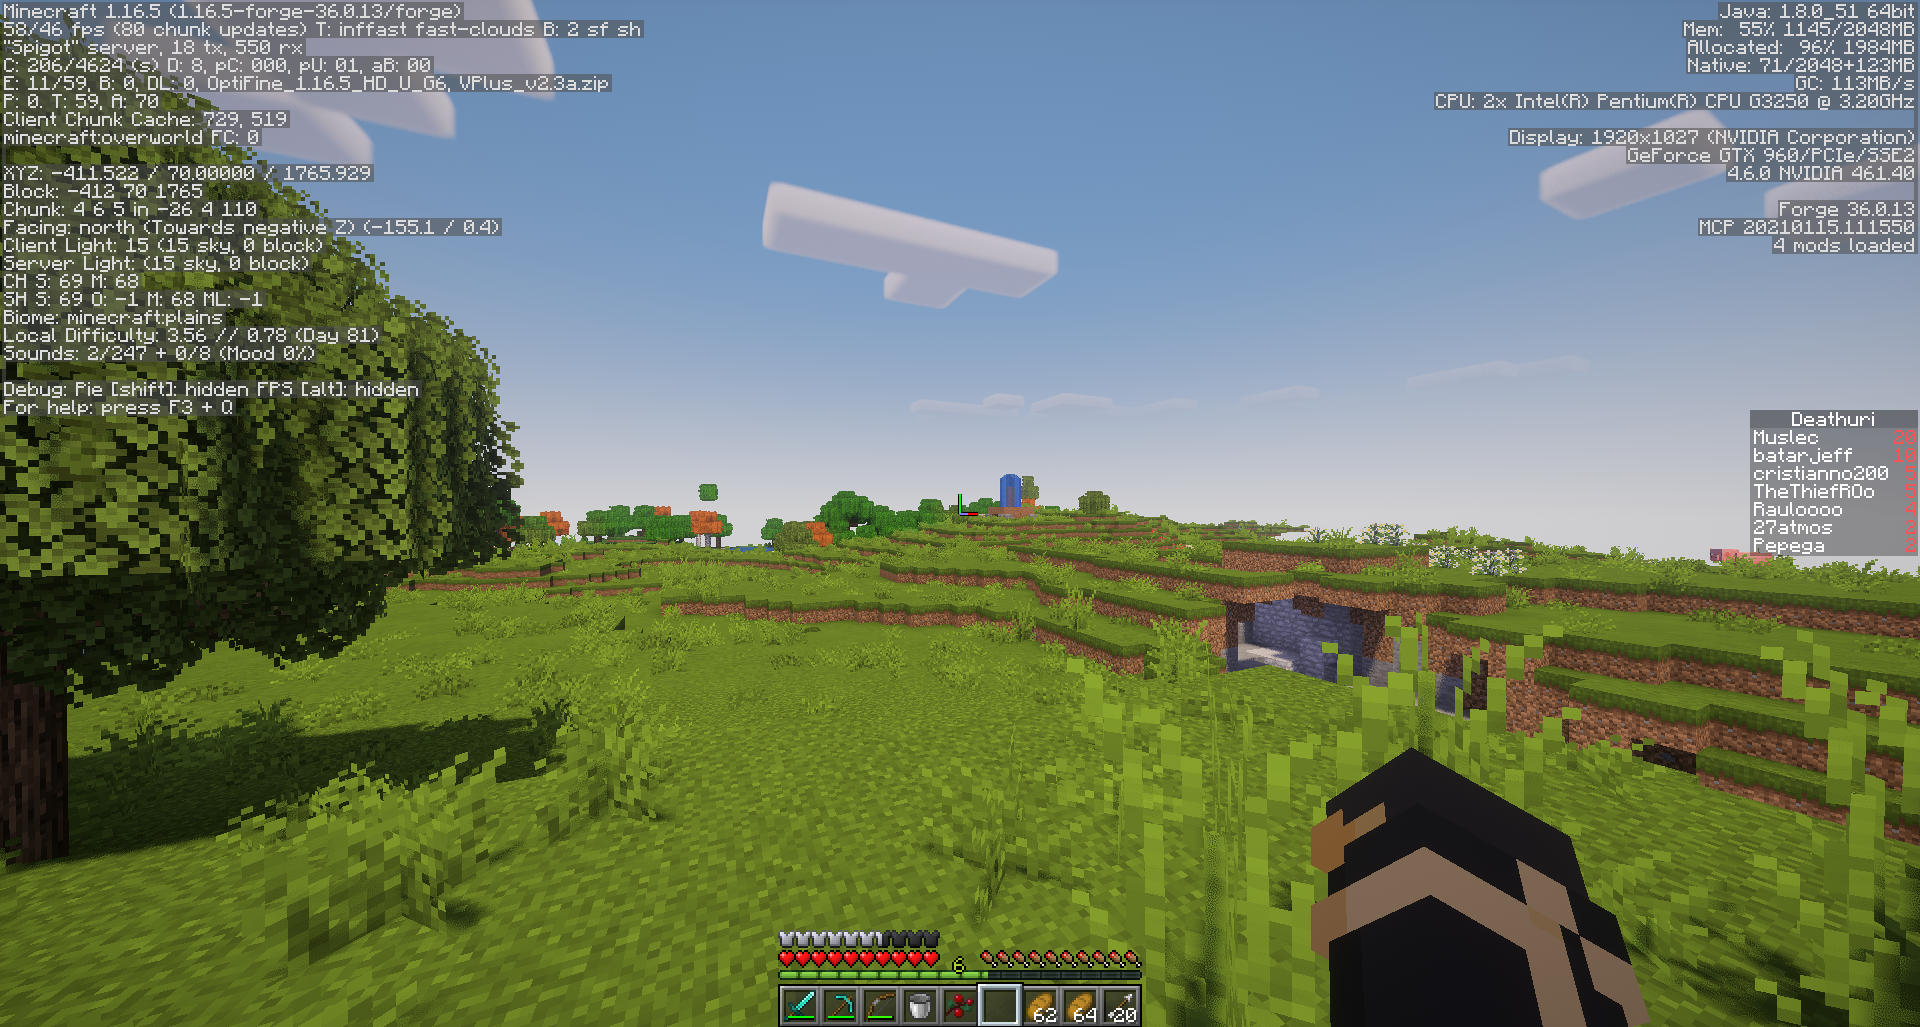 Minecraft 1.16.5 (1.16.5-forge-36.0.13/forge)
58/46 fps (80 chunk updates) T: inffast fast-clouds B: 2 sf sh
"Spigot" server, 18 tx, 550 rx
C: 206/4624 (s) D: 8, pC: 000, pU: 01, aB: 00
E: 11/59, B: 0, DL: 0, OptiFine_1.16.5_HD_U_G6, VPlus_v2.3a.zip
P: 0. T: 59, A: 70
Client Chunk Cache: 729, 519
minecraft:overworld FC: 0
XYZ: -411.522 / 70.00000 / 1765.929
Block: -412 70 1765
Chunk: 4 6 5 in -26 4 110
Facing: north (Towards negative Z) (-155.1 / 0.4)
Client Light: 15 (15 sky, 0 block)
Server Light: (15 sky, 0 block)
CH S: 69 M: 68
SH S: 69 O: -1 M: 68 ML: -1
Biome: minecraft:plains
Local Difficulty: 3.56 // 0.78 (Day 81)
Sounds: 2/247 + 0/8 (Mood 0%)
Debug: Pie [shift]: hidden FPS [alt]: hidden
For help: press F3 + Q
Java: 1.8.0_51 64bit
Mem: 55% 1145/2048MB
Allocated: 96% 1984MB
Native: 71/2048+123MB
GC: 113MB/s
CPU: 2x Intel(R) Pentium(R) CPU G3250 @ 3.20GHz
Display: 1920x1027 (NVIDIA Corporation)
GeForce GTX 960/PCIe/SSE2
4.6.0 NVIDIA 461.40
Forge 36.0.13
MCP 20210115.111550
4 mods loaded
Deathuri
Muslec 20
batarjeff 10
cristianno200
TheThiefR0o
Rauloooo
27atmos
Pepega
6
62 64 20